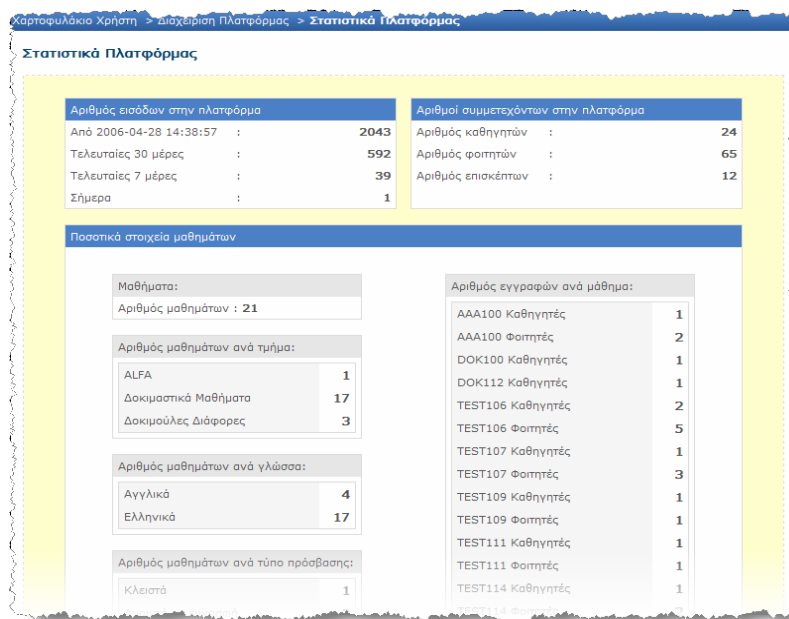 Χαρτοφυλάκιο Χρήστη > Διαχείριση Πλατφόρμας > Στατιστικά Πλατφόρμας
Στατιστικά Πλατφόρμας
Αριθμός εισόδων στην πλατφόρμα
Από 2006-04-28 14:38:57 : 2043
Τελευταίες 30 μέρες : 592
Τελευταίες 7 μέρες : 39
Σήμερα : 1
Αριθμοί συμμετεχόντων στην πλατφόρμα
Αριθμός καθηγητών : 24
Αριθμός φοιτητών : 65
Αριθμός επισκέπτων : 12
Ποσοτικά στοιχεία μαθημάτων
Μαθήματα:
Αριθμός μαθημάτων : 21
Αριθμός μαθημάτων ανά τμήμα:
ALFA 1
Δοκιμαστικά Μαθήματα 17
Δοκιμούλες Διάφορες 3
Αριθμός μαθημάτων ανά γλώσσα:
Αγγλικά 4
Ελληνικά 17
Αριθμός μαθημάτων ανά τύπο πρόσβασης:
Κλειστά 1
Αριθμός εγγραφών ανά μάθημα:
AAA100 Καθηγητές 1
AAA100 Φοιτητές 2
DOK100 Καθηγητές 1
DOK112 Καθηγητές 1
TEST106 Καθηγητές 2
TEST106 Φοιτητές 5
TEST107 Καθηγητές 1
TEST107 Φοιτητές 3
TEST109 Καθηγητές 1
TEST109 Φοιτητές 1
TEST111 Καθηγητές 1
TEST111 Φοιτητές 1
TEST114 Καθηγητές 1
TEST114 Φοιτητές 2